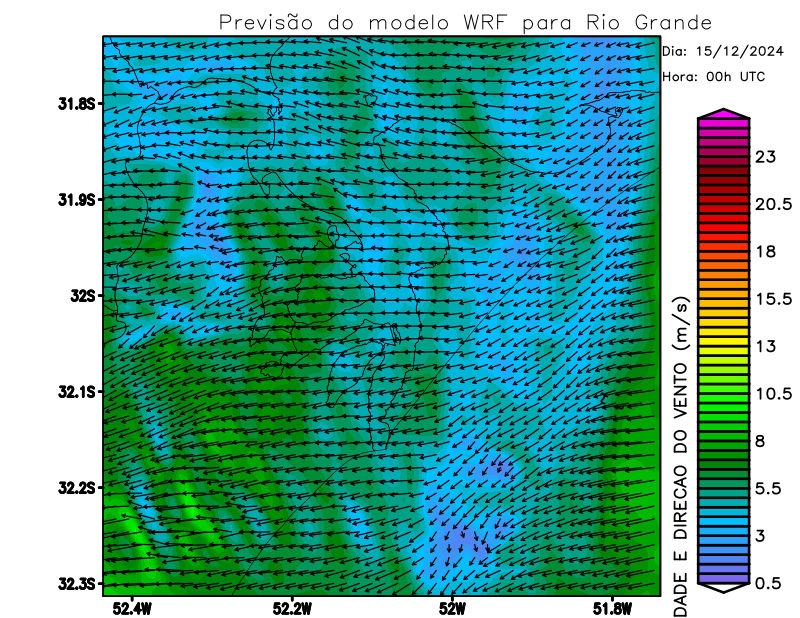 Previsão do modelo WRF para Rio Grande
Dia: 15/12/2024
Hora: 00h UTC
31.8S
31.9S
32S
32.1S
32.2S
32.3S
52.4W
52.2W
52W
51.8W
DADE E DIRECAO DO VENTO (m/s)
23
20.5
18
15.5
13
10.5
8
5.5
3
0.5